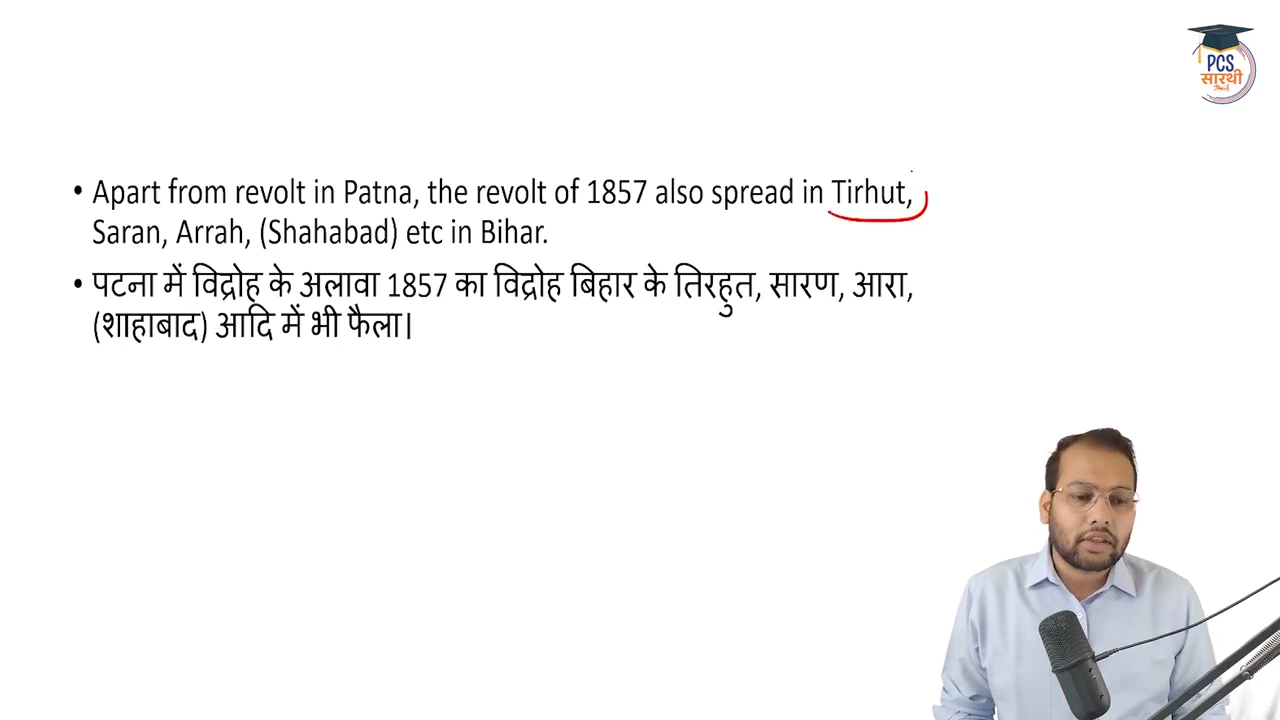 PCS
सारथी
• Apart from revolt in Patna, the revolt of 1857 also spread in Tirhut,
Saran, Arrah, (Shahabad) etc in Bihar.
• पटना में विद्रोह के अलावा 1857 का विद्रोह बिहार के तिरहुत, सारण, आरा,
(शाहाबाद) आदि में भी फैला।